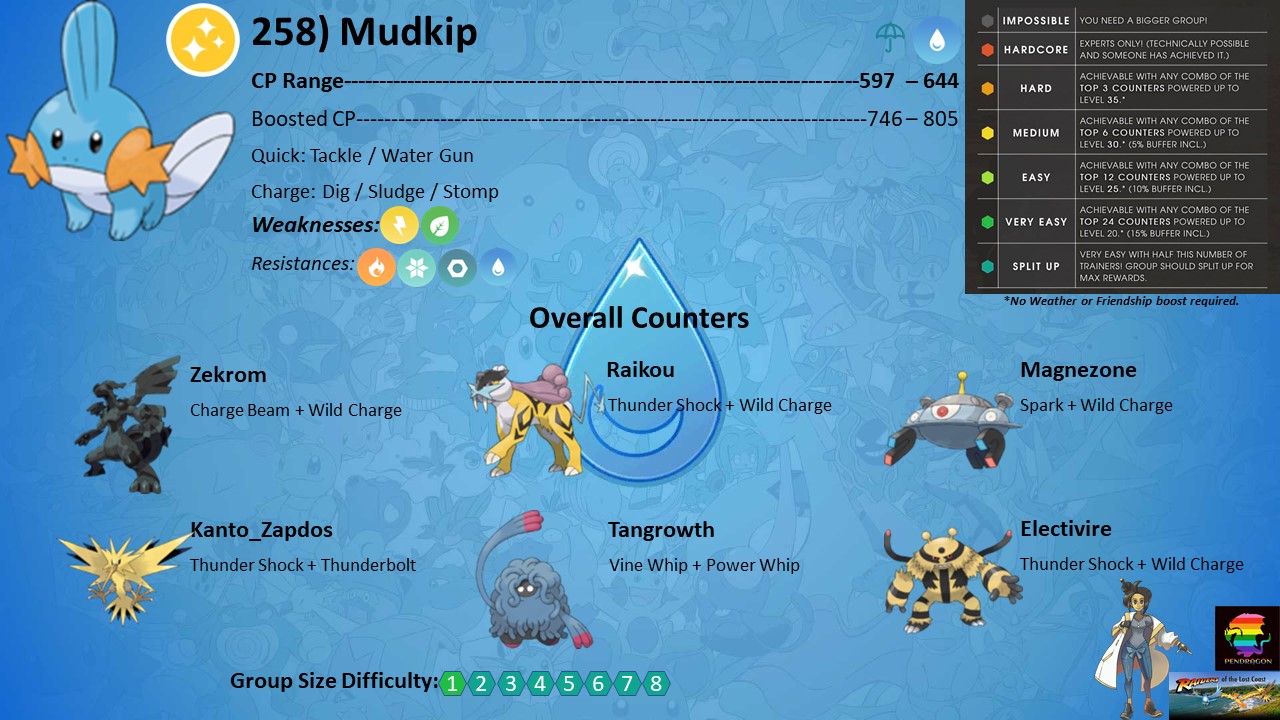 258) Mudkip
CP Range---597 – 644
Boosted CP---746 – 805
Quick: Tackle / Water Gun
Charge: Dig / Sludge / Stomp
Weaknesses:
Resistances:
IMPOSSIBLE YOU NEED A BIGGER GROUP!
HARDCORE EXPERTS ONLY! (TECHNICALLY POSSIBLE
AND SOMEONE HAS ACHIEVED IT.)
HARD ACHIEVABLE WITH ANY COMBO OF THE
TOP 3 COUNTERS POWERED UP TO
LEVEL 35.*
MEDIUM ACHIEVABLE WITH ANY COMBO OF THE
TOP 6 COUNTERS POWERED UP TO
LEVEL 30.* (5% BUFFER INCL.)
EASY ACHIEVABLE WITH ANY COMBO OF THE
TOP 12 COUNTERS POWERED UP TO
LEVEL 25.* (10% BUFFER INCL.)
VERY EASY ACHIEVABLE WITH ANY COMBO OF THE
TOP 24 COUNTERS POWERED UP TO
LEVEL 20.* (15% BUFFER INCL.)
SPLIT UP VERY EASY WITH HALF THIS NUMBER OF
TRAINERS! GROUP SHOULD SPLIT UP FOR
MAX REWARDS.
*No Weather or Friendship boost required.
Overall Counters
Zekrom
Charge Beam + Wild Charge
Raikou
Thunder Shock + Wild Charge
Magnezone
Spark + Wild Charge
Kanto_Zapdos
Thunder Shock + Thunderbolt
Tangrowth
Vine Whip + Power Whip
Electivire
Thunder Shock + Wild Charge
Group Size Difficulty: 1 2 3 4 5 6 7 8
PENDRAGON
RAIDERS of the Lost Coast